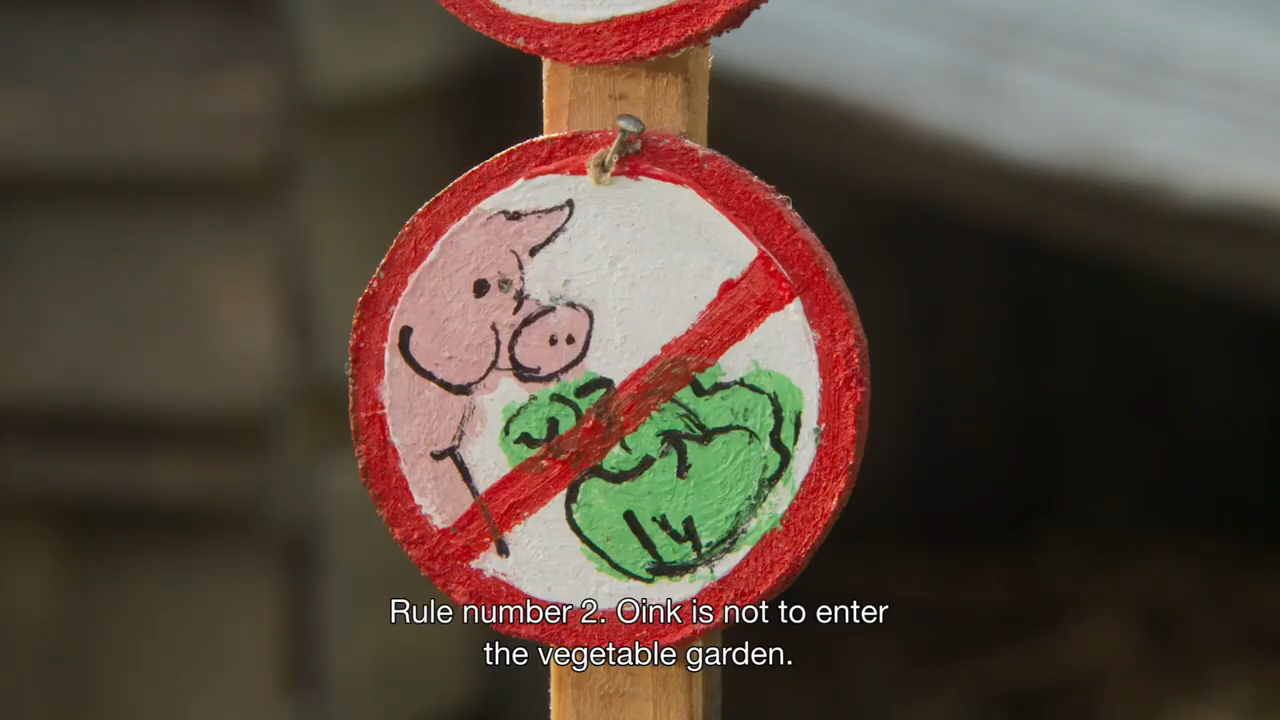 Rule number 2. Oink is not to enter
the vegetable garden.